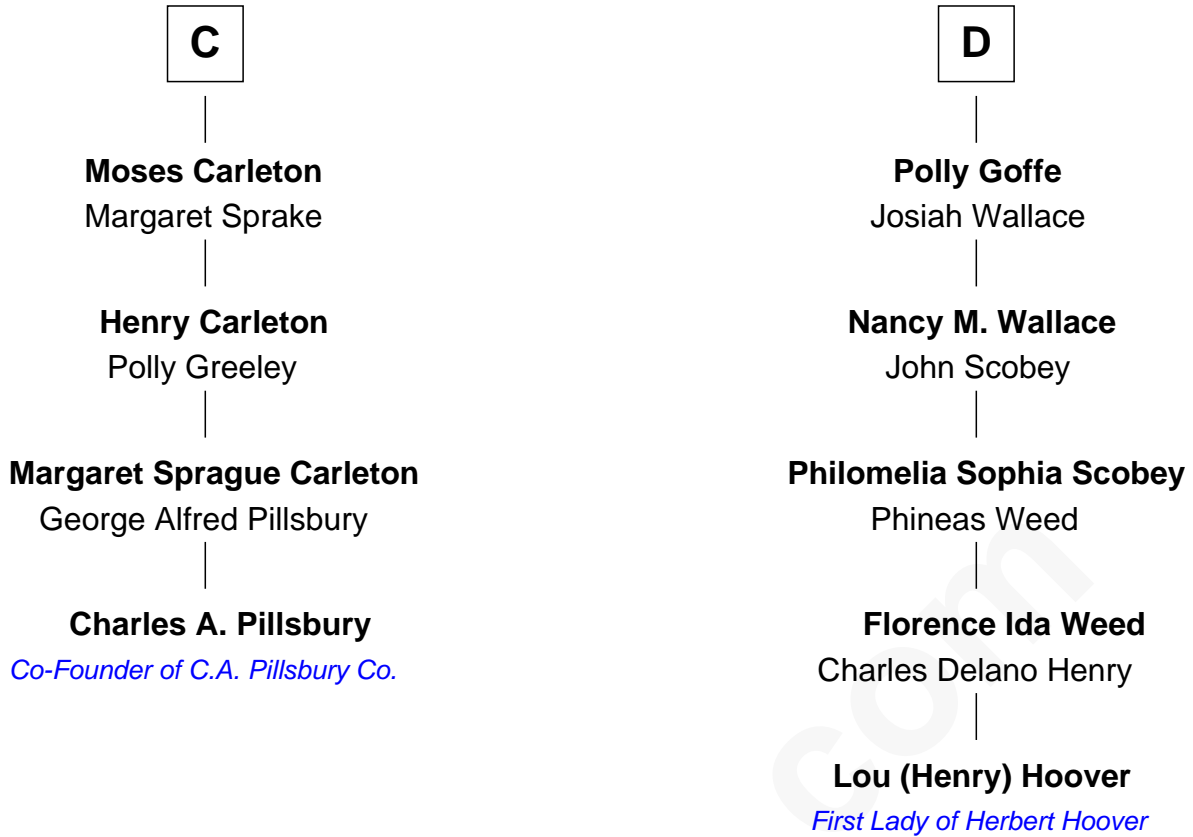 C
Moses Carleton
Margaret Sprake
Henry Carleton
Polly Greeley
Margaret Sprague Carleton
George Alfred Pillsbury
Charles A. Pillsbury
Co-Founder of C.A. Pillsbury Co.
D
Polly Goffe
Josiah Wallace
Nancy M. Wallace
John Scobey
Philomelia Sophia Scobey
Phineas Weed
Florence Ida Weed
Charles Delano Henry
Lou (Henry) Hoover
First Lady of Herbert Hoover
com